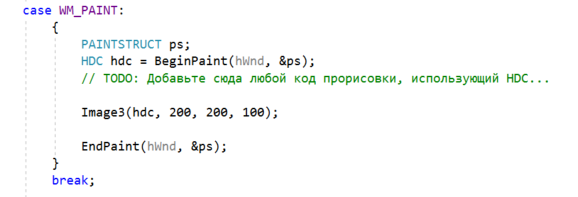 case WM_PAINT:
{
PAINTSTRUCT ps;
HDC hdc = BeginPaint(hWnd, &ps);
// TODO: Добавьте сюда любой код прорисовки, использующий HDC...
Image3(hdc, 200, 200, 100);
EndPaint(hWnd, &ps);
}
break;